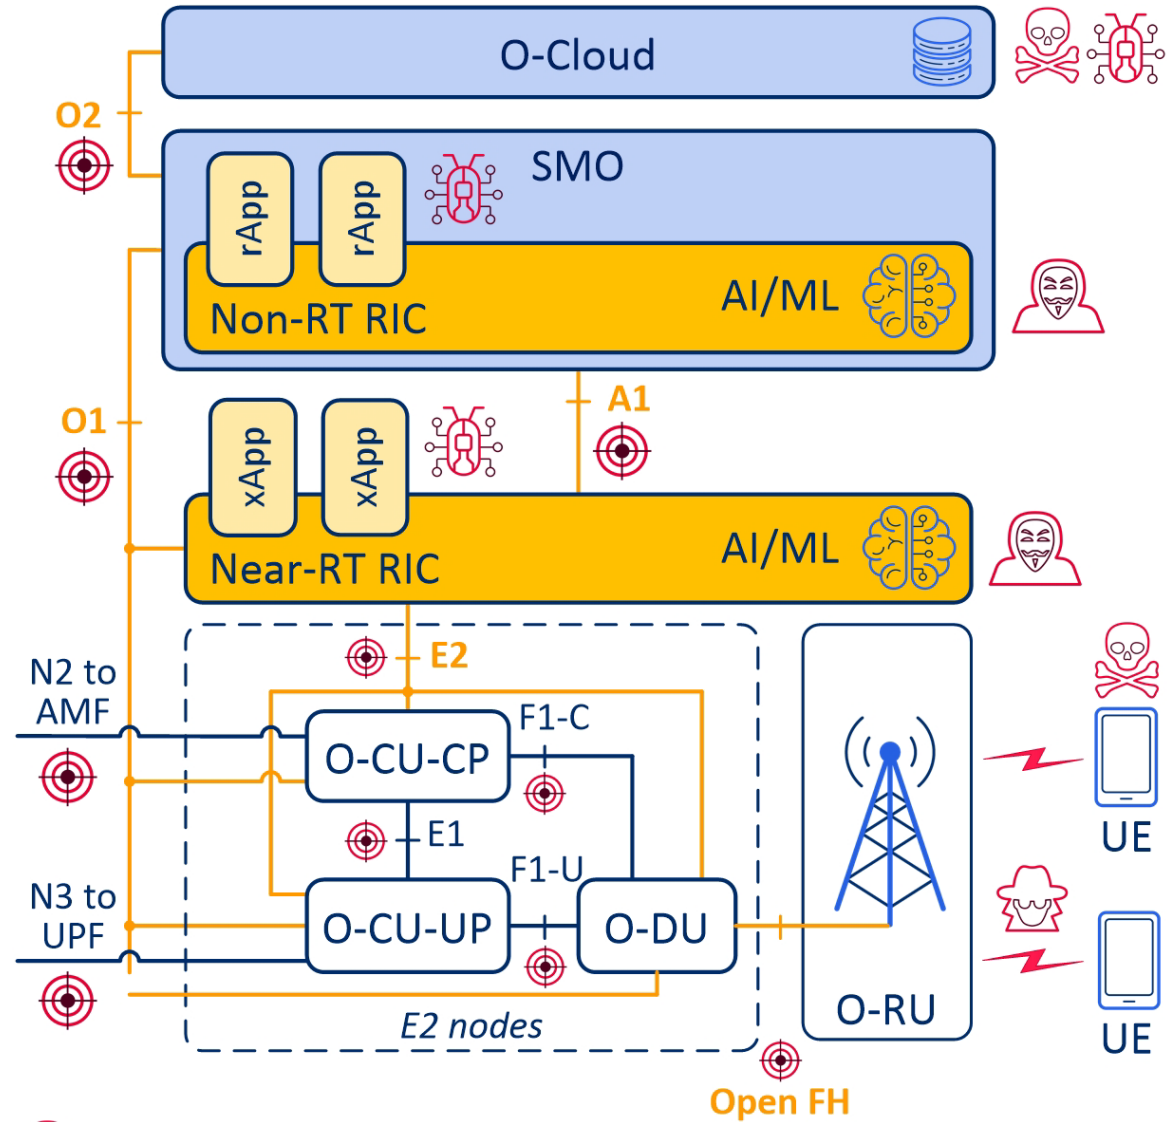 O-Cloud
O2
SMO
rApp
rApp
Non-RT RIC
AI/ML
A1
O1
xApp
xApp
Near-RT RIC
AI/ML
E2
N2 to
AMF
F1-C
O-CU-CP
UE
E1
F1-U
N3 to
UPF
O-CU-UP
O-DU
O-RU
E2 nodes
UE
Open FH